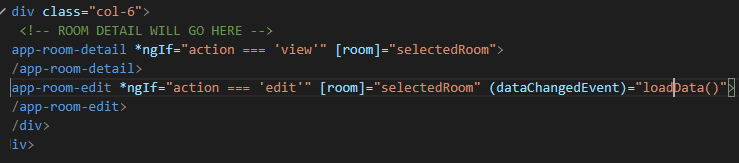 div class="col-6">
<!-- ROOM DETAIL WILL GO HERE -->
app-room-detail *ngIf="action === 'view'" [room]="selectedRoom">
/app-room-detail>
app-room-edit *ngIf="action === 'edit'" [room]="selectedRoom" (dataChangedEvent)="loadData()">
/app-room-edit>
/div>
iv>